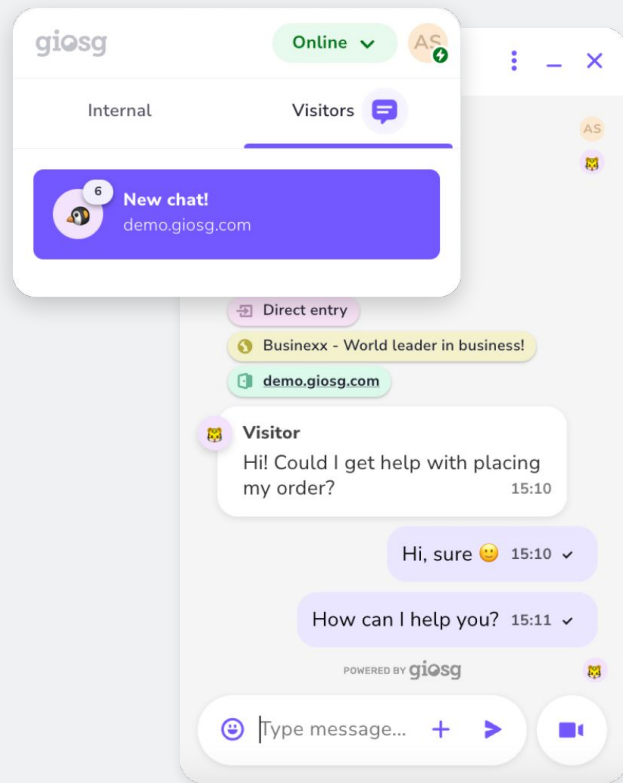 giosg
Online
AS
Internal
Visitors
6
New chat!
demo.giosg.com
AS
Direct entry
Businexx - World leader in business!
demo.giosg.com
Visitor
Hi! Could I get help with placing
my order?
15:10
Hi, sure 🙂 15:10
How can I help you? 15:11
POWERED BY giosg
Type message...